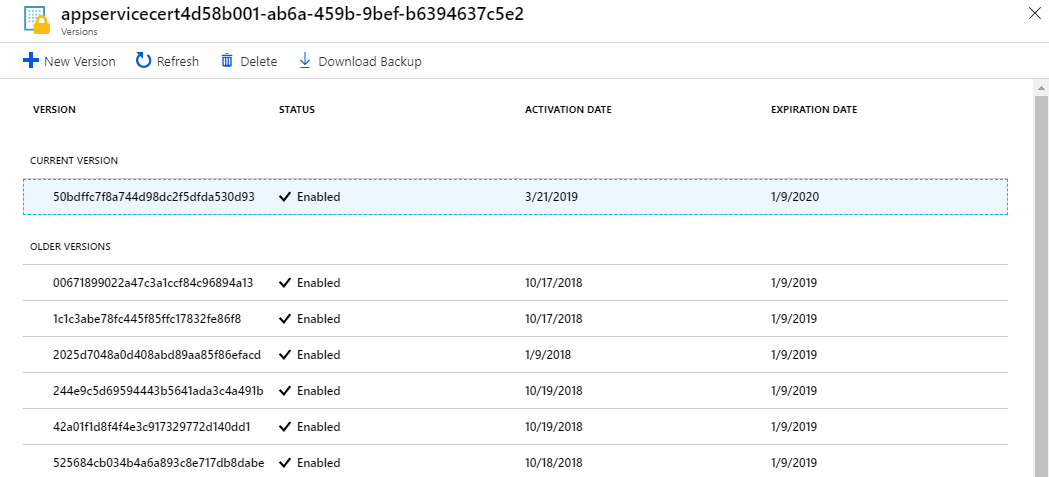 appservicecert4d58b001-ab6a-459b-9bef-b6394637c5e2
Versions
New Version Refresh Delete Download Backup
VERSION STATUS ACTIVATION DATE EXPIRATION DATE
CURRENT VERSION
50bdffc7f8a744d98dc2f5dfda530d93 Enabled 3/21/2019 1/9/2020
OLDER VERSIONS
00671899022a47c3a1ccf84c96894a13 Enabled 10/17/2018 1/9/2019
1c1c3abe78fc445f85ffc17832fe86f8 Enabled 10/17/2018 1/9/2019
2025d7048a0d408abd89aa85f86efacd Enabled 1/9/2018 1/9/2019
244e9c5d69594443b5641ada3c4a491b Enabled 10/19/2018 1/9/2019
42a01f1d8f4f4e3c917329772d140dd1 Enabled 10/19/2018 1/9/2019
525684cb034b4a6a893c8e717db8dabe Enabled 10/18/2018 1/9/2019